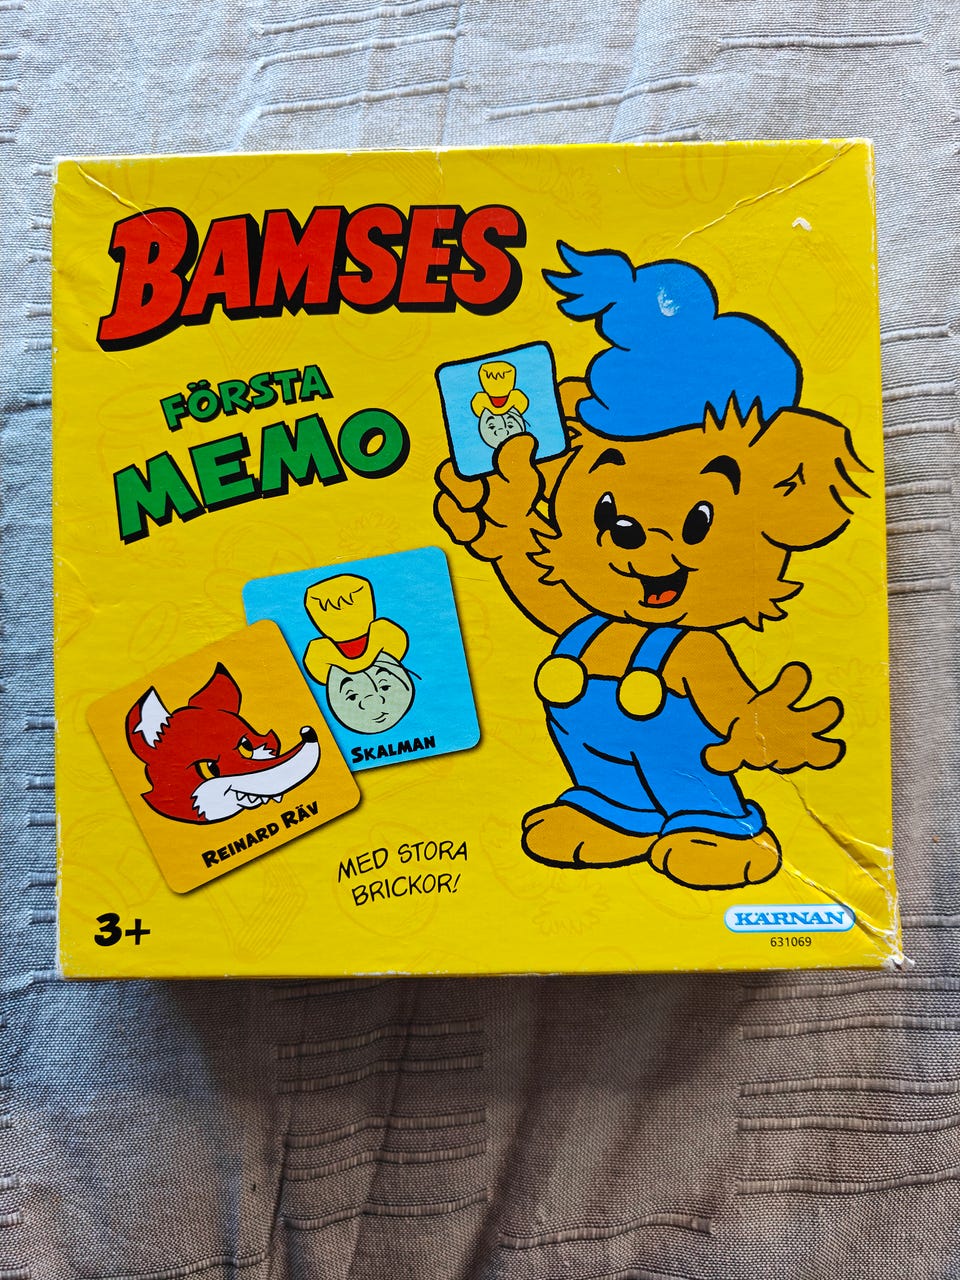 BAMSES
FÖRSTA
MEMO
SKALMAN
REINARD RÄV
MED STORA
BRICKOR!
3+
KÄRNAN
631069